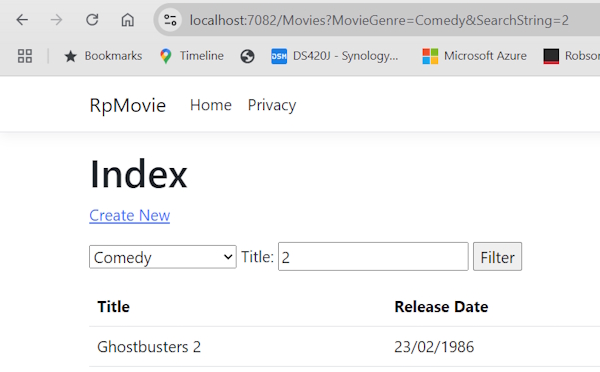 localhost:7082/Movies?MovieGenre=Comedy&SearchString=2
Bookmarks Timeline DSM DS420J - Synology... Microsoft Azure Robson
RpMovie Home Privacy
Index
Create New
Comedy Title: 2 Filter
Title Release Date
Ghostbusters 2 23/02/1986